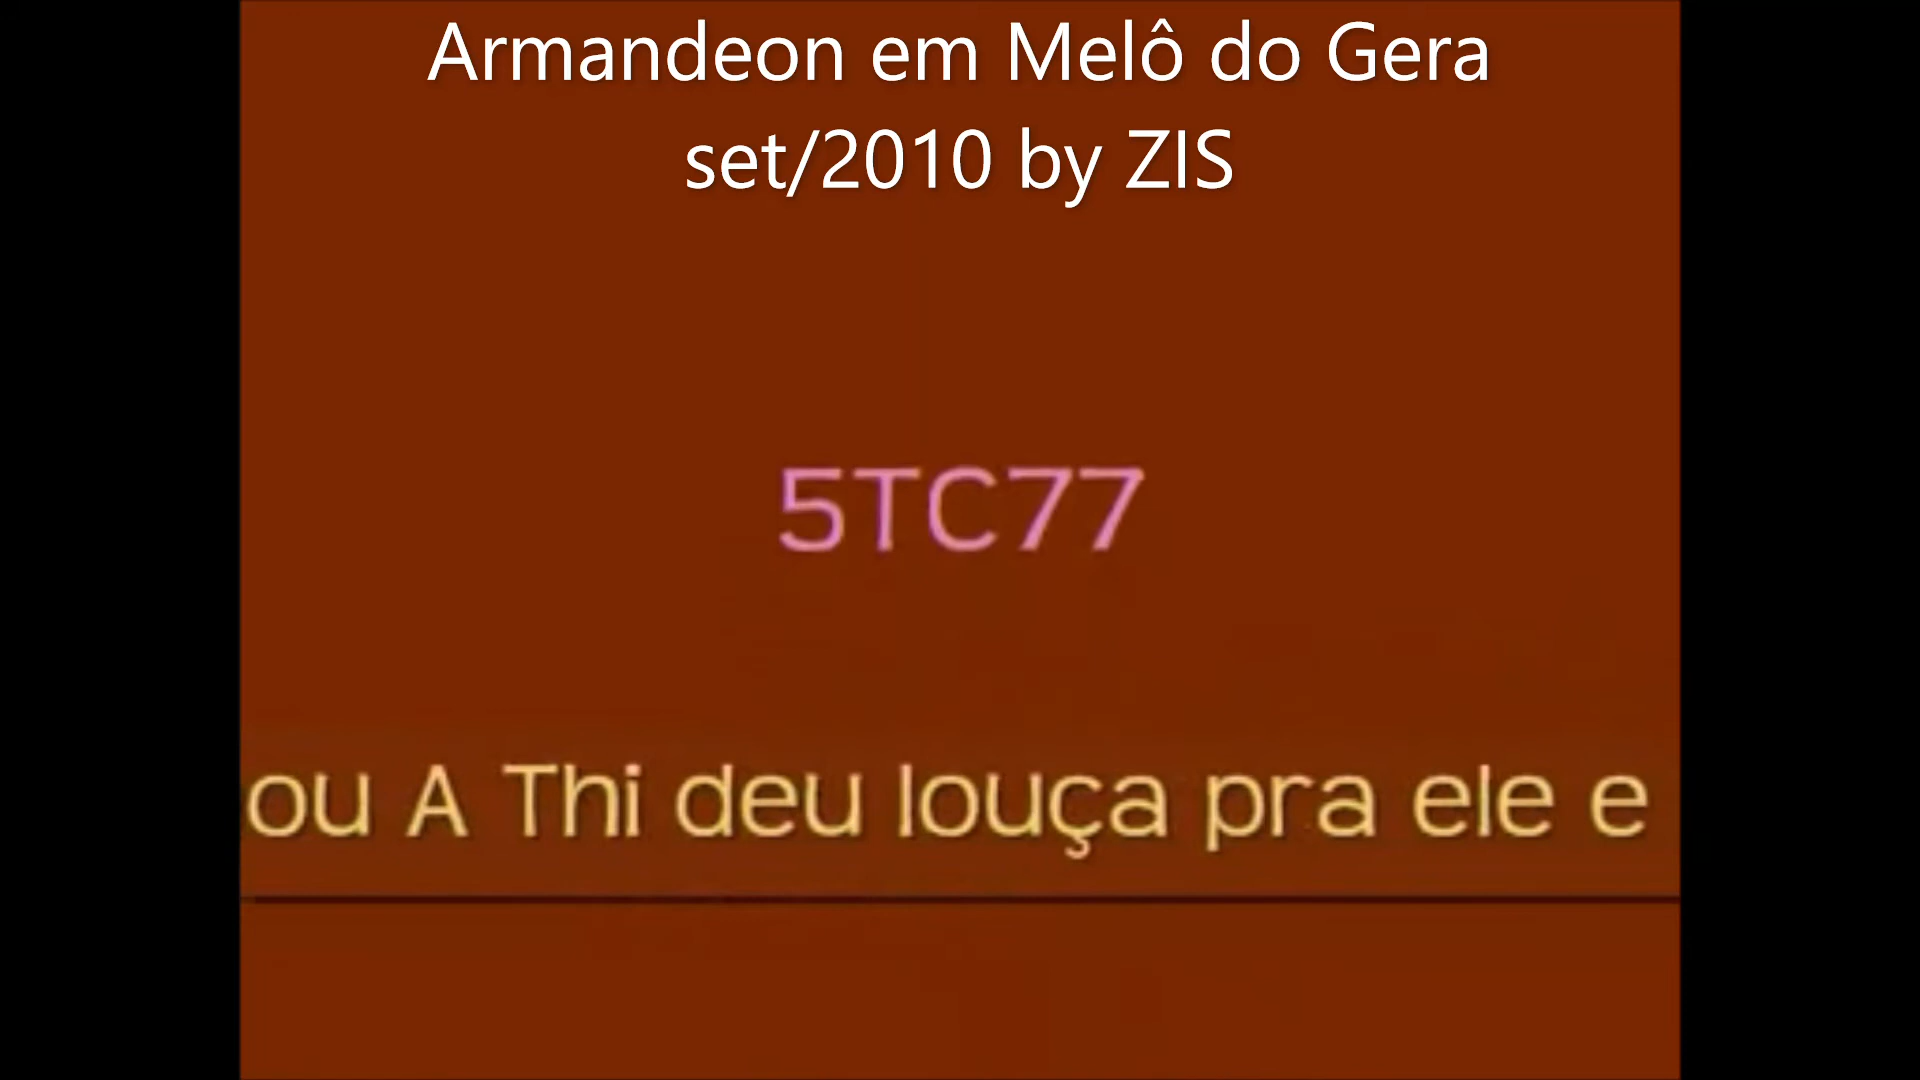 Armandeon em Melô do Gera
set/2010 by ZIS
5TC77
ou A Thi deu louça pra ele e